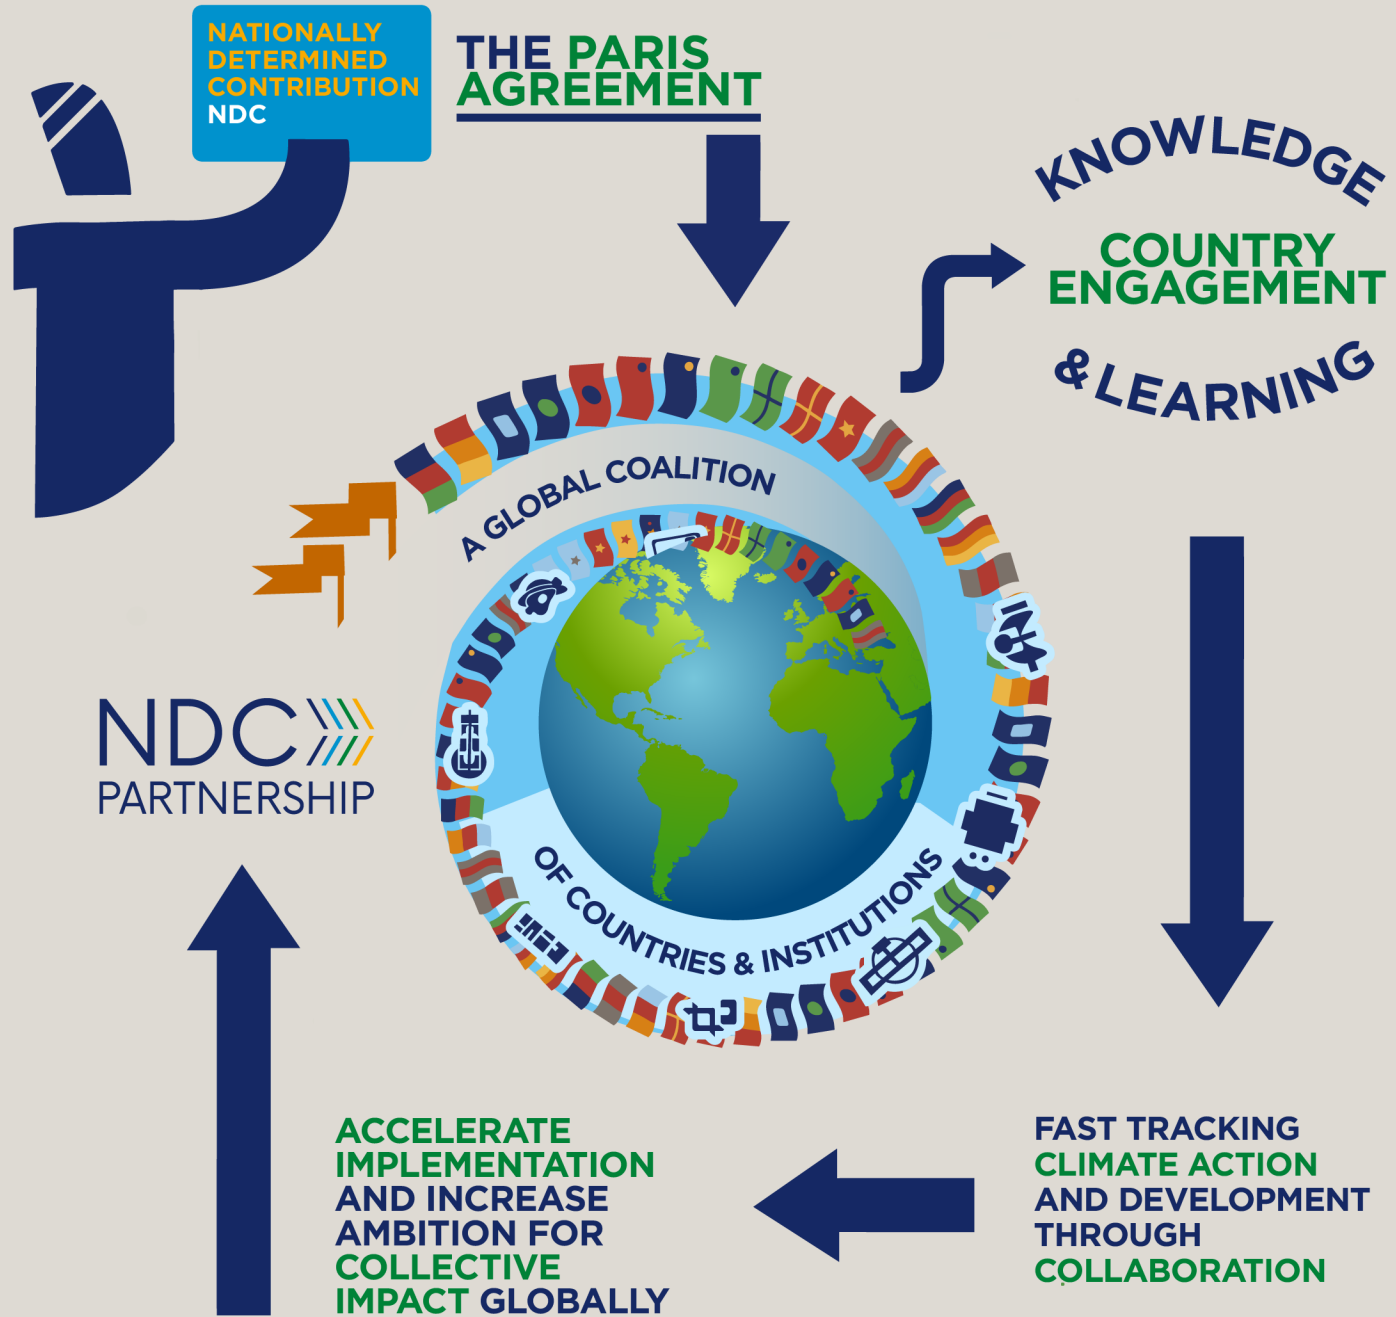 NATIONALLY
DETERMINED
CONTRIBUTION
NDC
THE PARIS
AGREEMENT
KNOWLEDGE
COUNTRY
ENGAGEMENT
& LEARNING
A GLOBAL COALITION
OF COUNTRIES & INSTITUTIONS
NDC
PARTNERSHIP
FAST TRACKING
CLIMATE ACTION
AND DEVELOPMENT
THROUGH
COLLABORATION
ACCELERATE
IMPLEMENTATION
AND INCREASE
AMBITION FOR
COLLECTIVE
IMPACT GLOBALLY